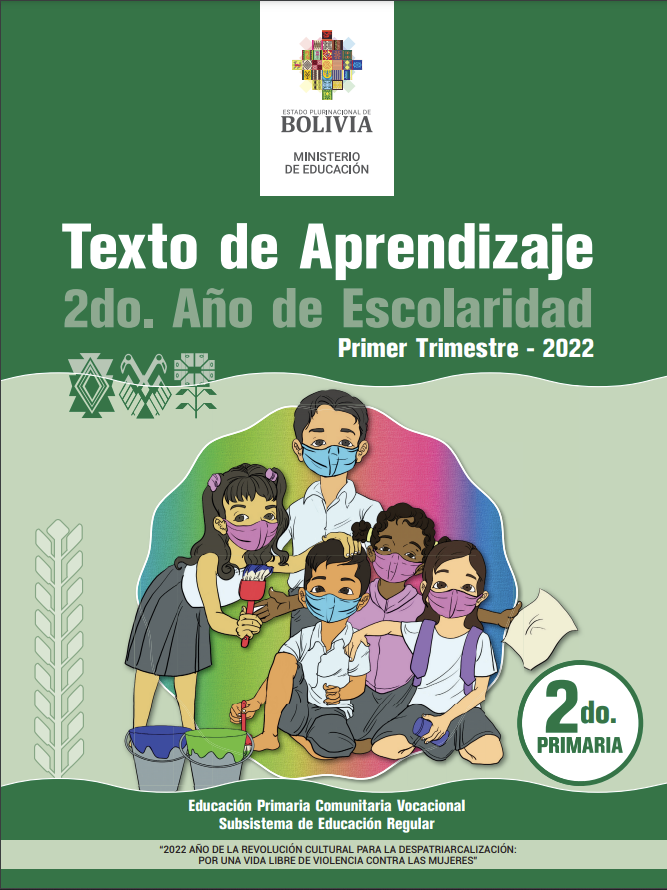 ESTADO PLURINACIONAL DE
BOLIVIA
MINISTERIO
DE EDUCACIÓN
Texto de Aprendizaje
2do. Año de Escolaridad
Primer Trimestre - 2022
2do.
PRIMARIA
Educación Primaria Comunitaria Vocacional
Subsistema de Educación Regular
"2022 AÑO DE LA REVOLUCIÓN CULTURAL PARA LA DESPATRIARCALIZACIÓN:
POR UNA VIDA LIBRE DE VIOLENCIA CONTRA LAS MUJERES"